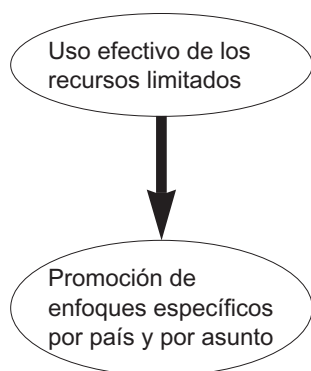 Uso efectivo de los
recursos limitados
Promoción de
enfoques específicos
por país y por asunto